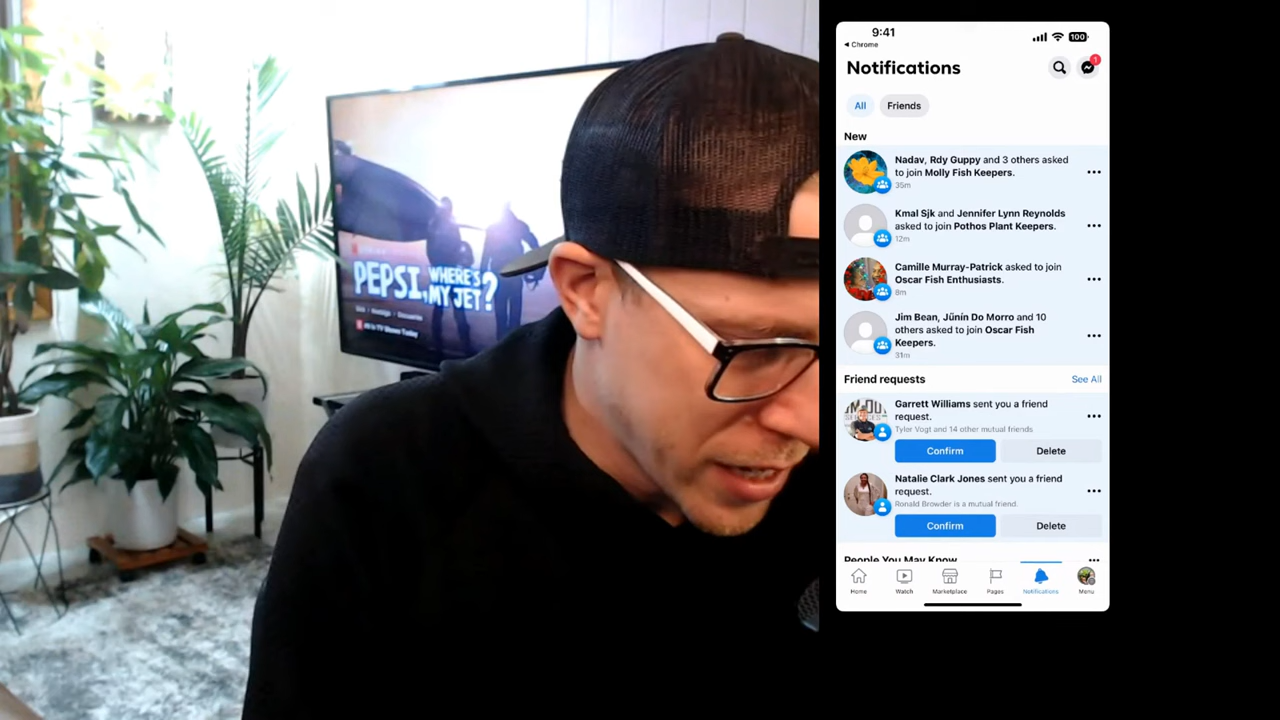 PEPSI, WHERE'S
MY JET?
9:41
100
◄ Chrome
Notifications
1
All
Friends
New
Nadav, Rdy Guppy and 3 others asked
to join Molly Fish Keepers.
35m
Kmal Sjk and Jennifer Lynn Reynolds
asked to join Pothos Plant Keepers.
12m
Camille Murray-Patrick asked to join
Oscar Fish Enthusiasts.
8m
Jim Bean, Jūnín Do Morro and 10
others asked to join Oscar Fish
Keepers.
31m
Friend requests
See All
Garrett Williams sent you a friend
request.
Tyler Vogt and 14 other mutual friends
Confirm
Delete
Natalie Clark Jones sent you a friend
request.
Ronald Browder is a mutual friend.
Confirm
Delete
People You May Know
Home
Watch
Marketplace
Pages
Notifications
Menu